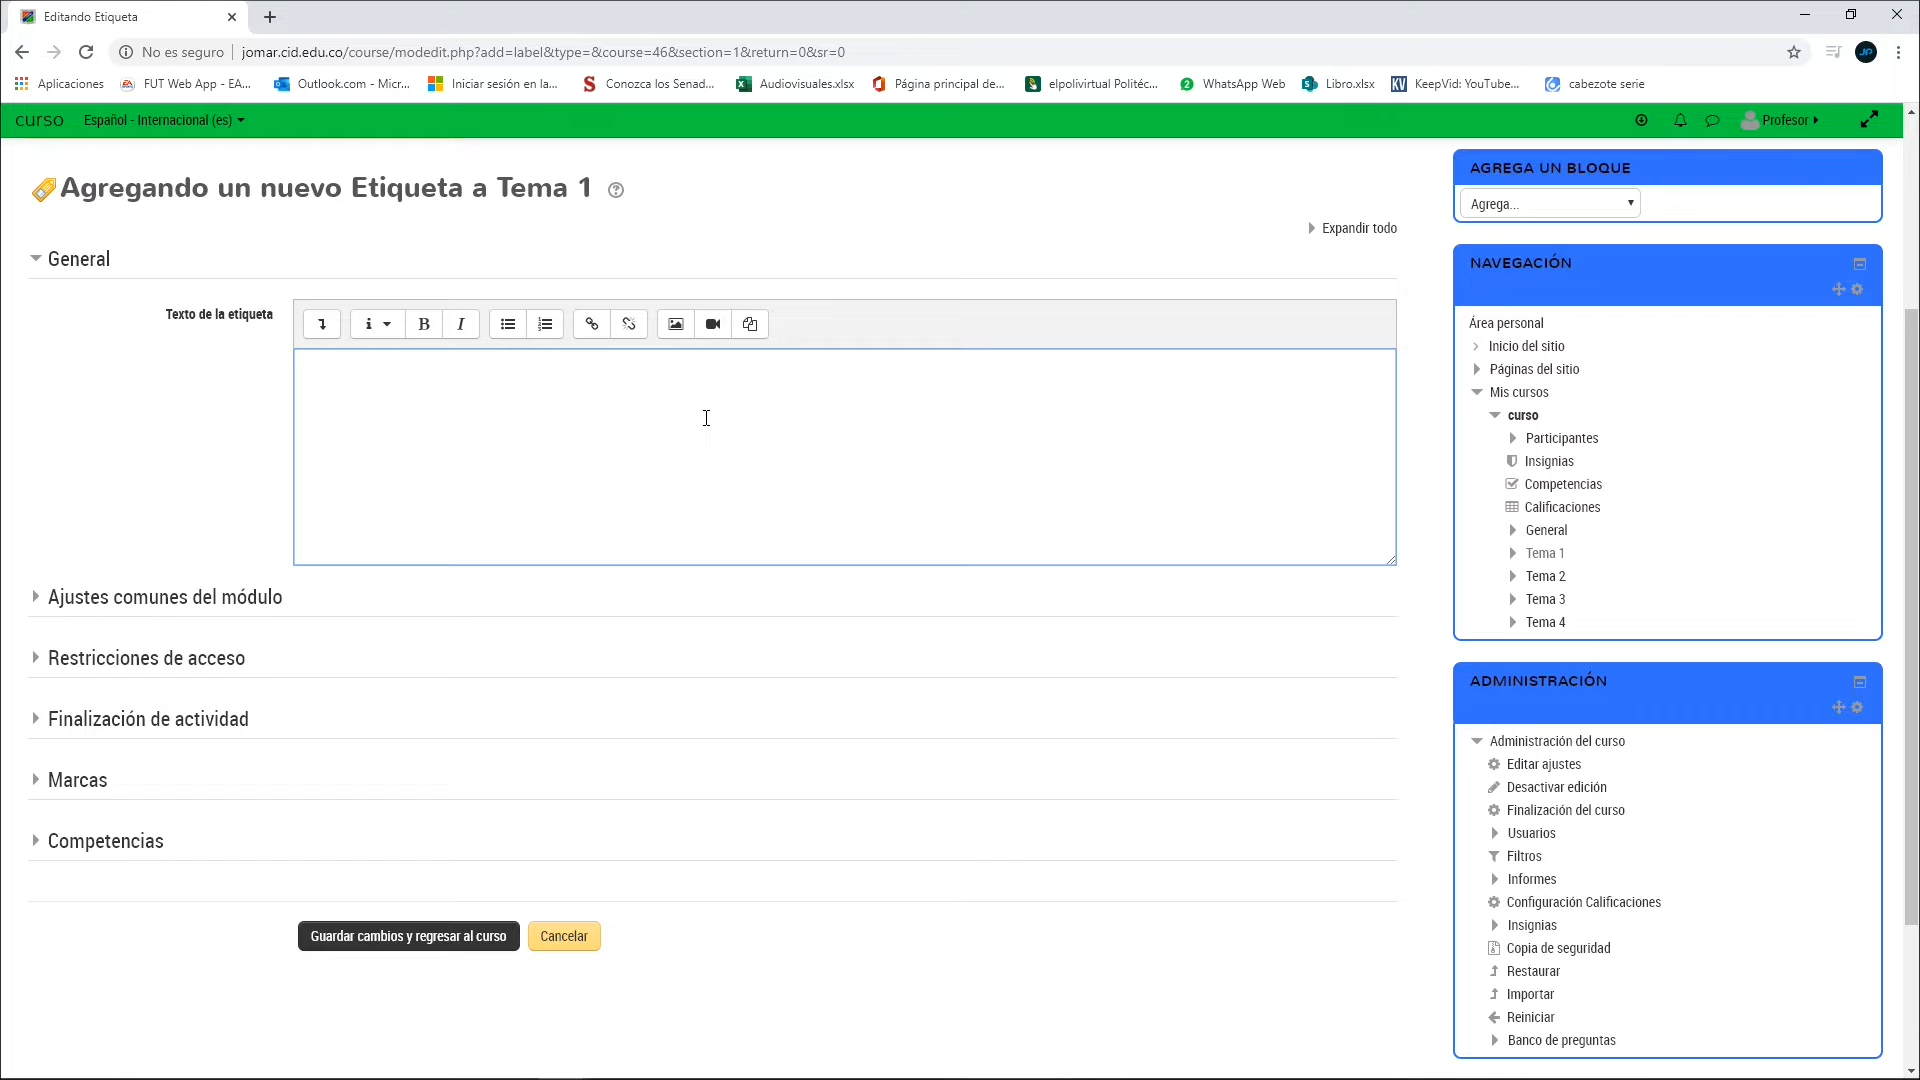 Editando Etiqueta
No es seguro | jomar.cid.edu.co/course/modedit.php?add=label&type=&course=46&section=1&return=0&sr=0
Aplicaciones FUT Web App - EA... Outlook.com - Micr... Iniciar sesión en la... S Conozca los Senad... Audiovisuales.xlsx Página principal de... elpolivirtual Politéc... 2 WhatsApp Web Libro.xlsx KV KeepVid: YouTube... cabezote serie
curso Español - Internacional (es) Profesor
Agregando un nuevo Etiqueta a Tema 1
Expandir todo
General
Texto de la etiqueta
i B I
Ajustes comunes del módulo
Restricciones de acceso
Finalización de actividad
Marcas
Competencias
Guardar cambios y regresar al curso Cancelar
AGREGA UN BLOQUE
Agrega...
NAVEGACIÓN
Área personal
Inicio del sitio
Páginas del sitio
Mis cursos
curso
Participantes
Insignias
Competencias
Calificaciones
General
Tema 1
Tema 2
Tema 3
Tema 4
ADMINISTRACIÓN
Administración del curso
Editar ajustes
Desactivar edición
Finalización del curso
Usuarios
Filtros
Informes
Configuración Calificaciones
Insignias
Copia de seguridad
Restaurar
Importar
Reiniciar
Banco de preguntas